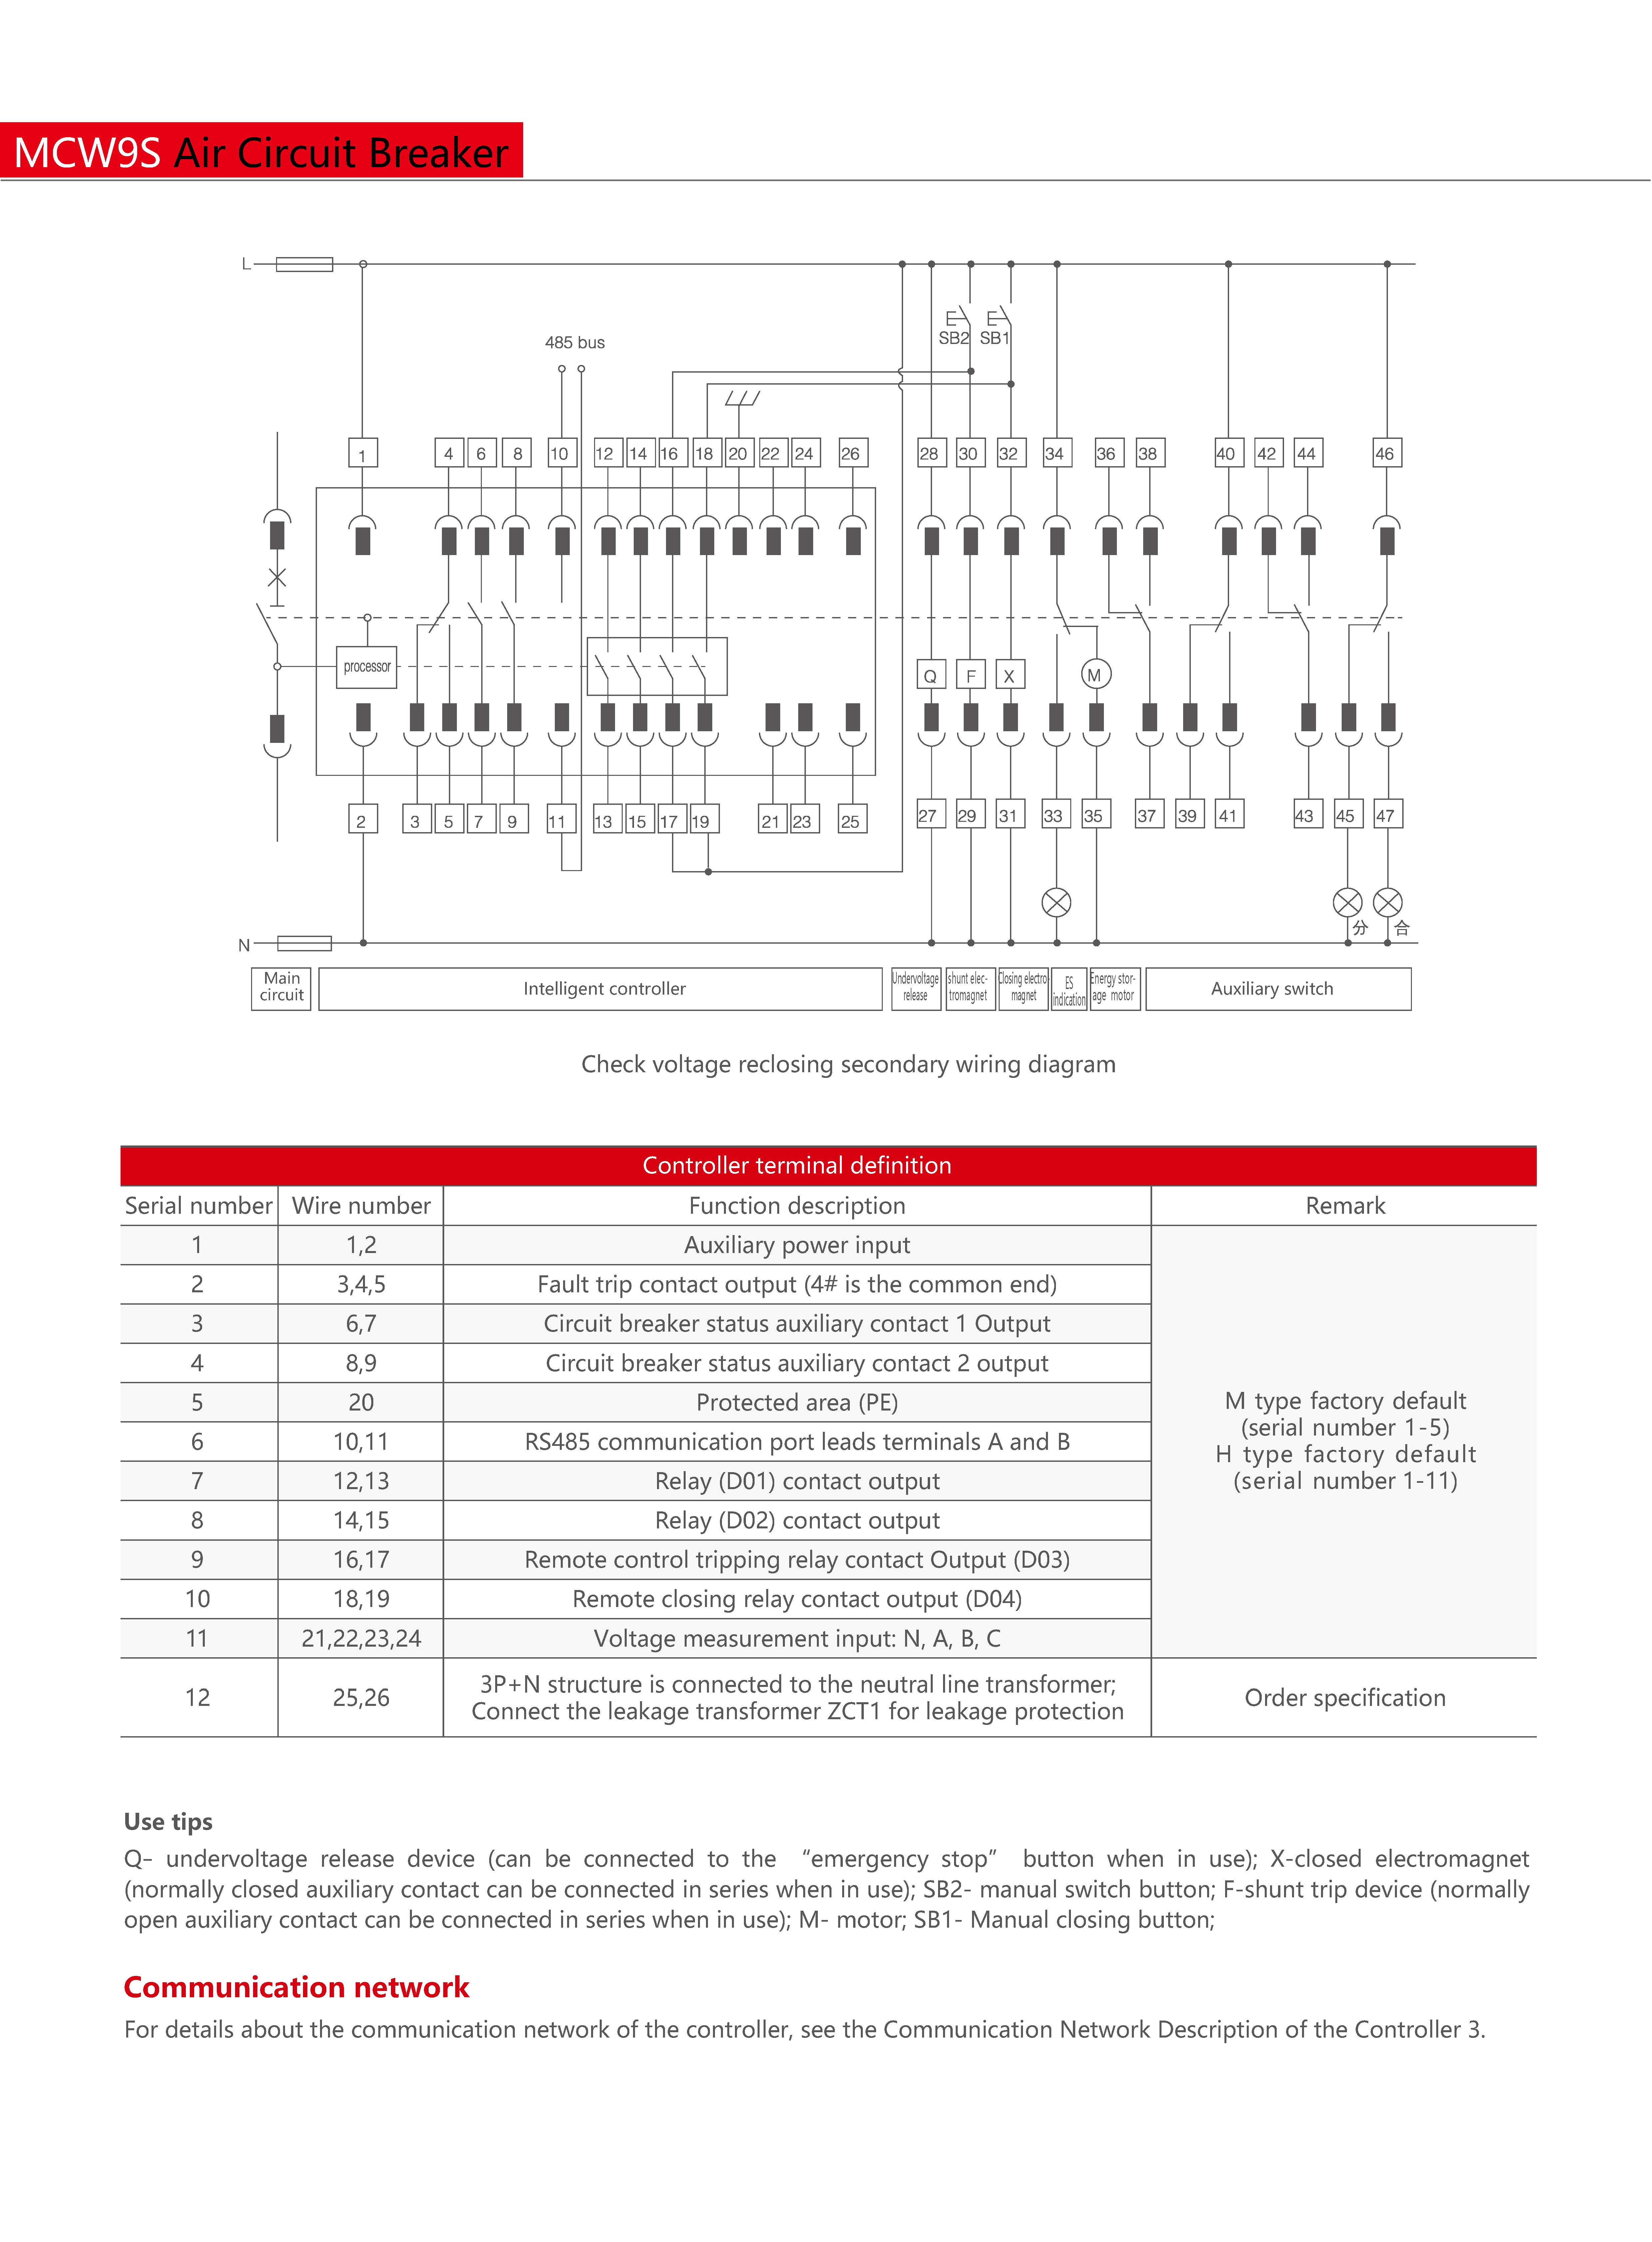 MCW9S Air Circuit Breaker
L
485 bus
SB2 SB1
1 4 6 8 10 12 14 16 18 20 22 24 26 28 30 32 34 36 38 40 42 44 46
processor
Q F X M
2 3 5 7 9 11 13 15 17 19 21 23 25 27 29 31 33 35 37 39 41 43 45 47
分 合
N
Main circuit
Intelligent controller
Undervoltage release
shunt elec-tromagnet
Closing electro magnet
ES indication
Energy stor-age motor
Auxiliary switch
Check voltage reclosing secondary wiring diagram
Controller terminal definition
Serial number Wire number Function description Remark
1 1,2 Auxiliary power input
2 3,4,5 Fault trip contact output (4# is the common end)
3 6,7 Circuit breaker status auxiliary contact 1 Output
4 8,9 Circuit breaker status auxiliary contact 2 output
5 20 Protected area (PE)
6 10,11 RS485 communication port leads terminals A and B
7 12,13 Relay (D01) contact output
8 14,15 Relay (D02) contact output
9 16,17 Remote control tripping relay contact Output (D03)
10 18,19 Remote closing relay contact output (D04)
11 21,22,23,24 Voltage measurement input: N, A, B, C
M type factory default
(serial number 1-5)
H type factory default
(serial number 1-11)
12 25,26 3P+N structure is connected to the neutral line transformer;
Connect the leakage transformer ZCT1 for leakage protection
Order specification
Use tips
Q– undervoltage release device (can be connected to the “emergency stop” button when in use); X-closed electromagnet
(normally closed auxiliary contact can be connected in series when in use); SB2- manual switch button; F-shunt trip device (normally
open auxiliary contact can be connected in series when in use); M- motor; SB1- Manual closing button;
Communication network
For details about the communication network of the controller, see the Communication Network Description of the Controller 3.